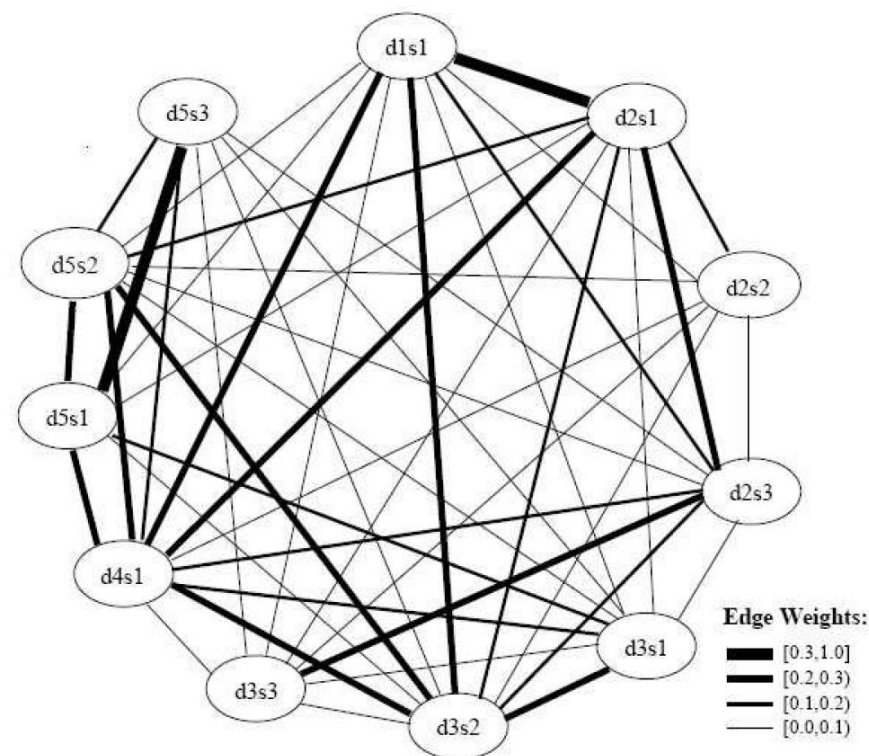 d1s1
d5s3
d2s1
d5s2
d2s2
d5s1
d2s3
d4s1
d3s1
d3s3
d3s2
Edge Weights:
[0.3,1.0]
[0.2,0.3)
[0.1,0.2)
[0.0,0.1)